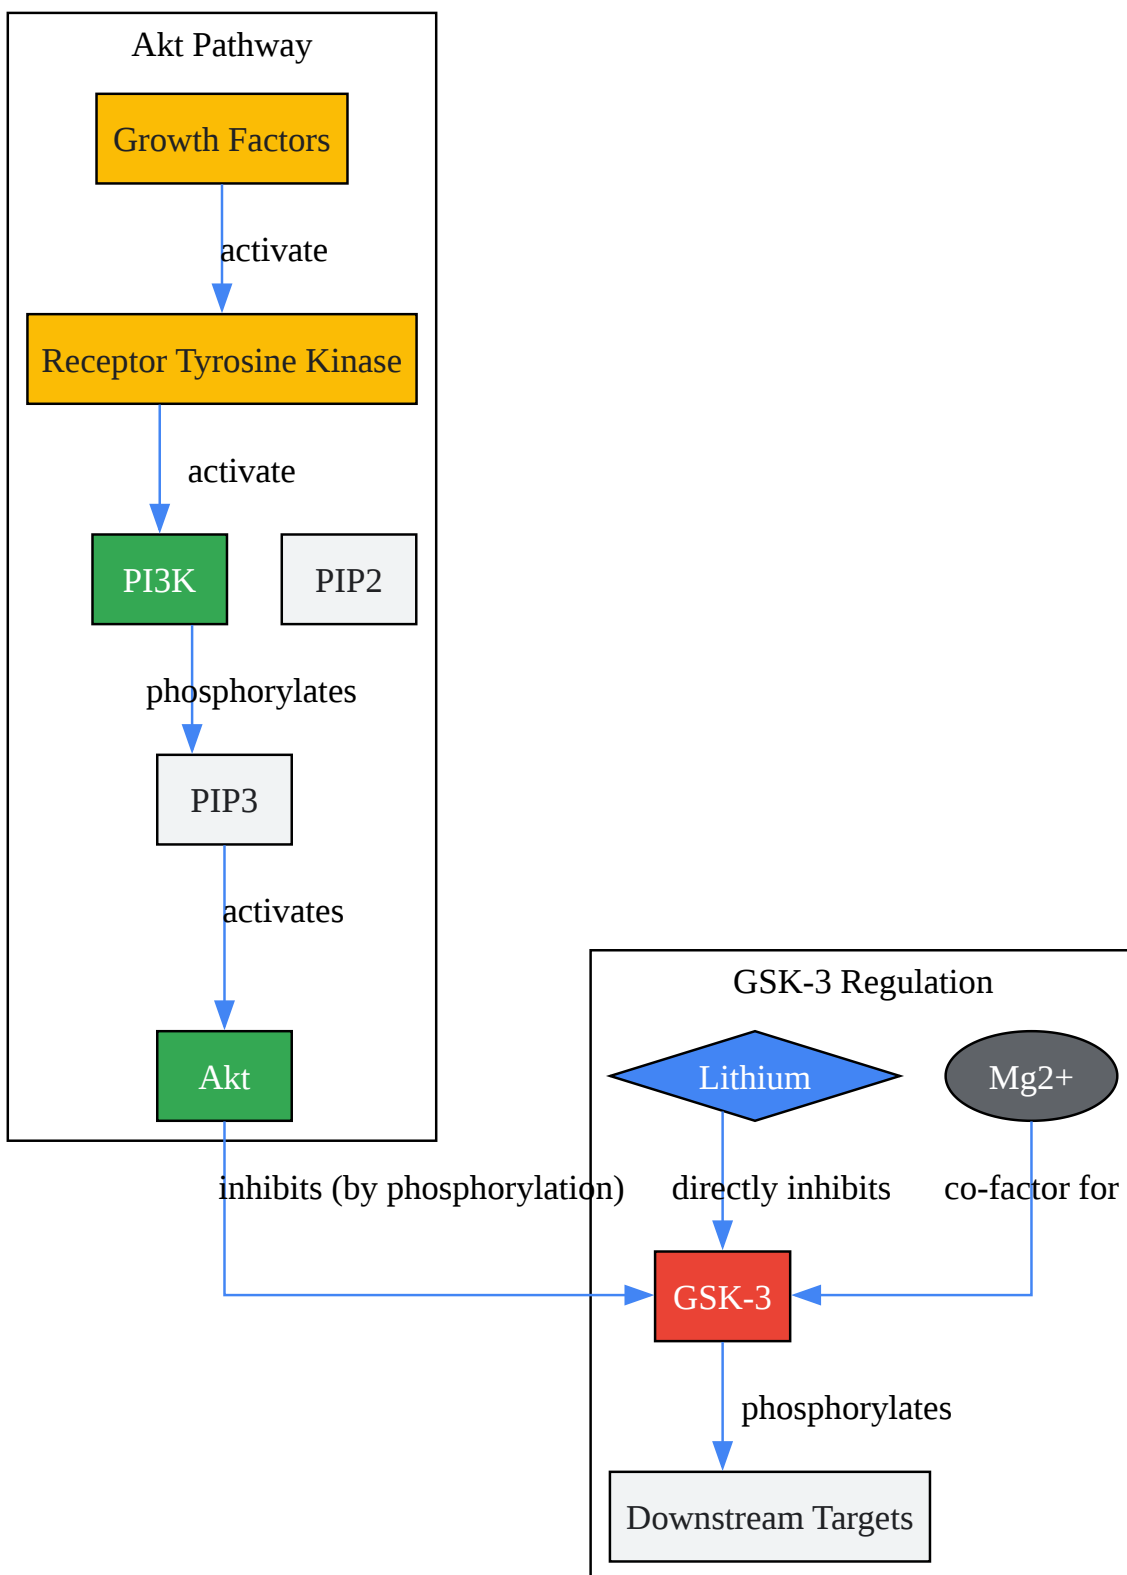 Akt Pathway
Growth Factors
activate
Receptor Tyrosine Kinase
activate
PI3K
PIP2
phosphorylates
PIP3
activates
Akt
GSK-3 Regulation
Lithium
Mg2+
inhibits (by phosphorylation)
directly inhibits
co-factor for
GSK-3
phosphorylates
Downstream Targets